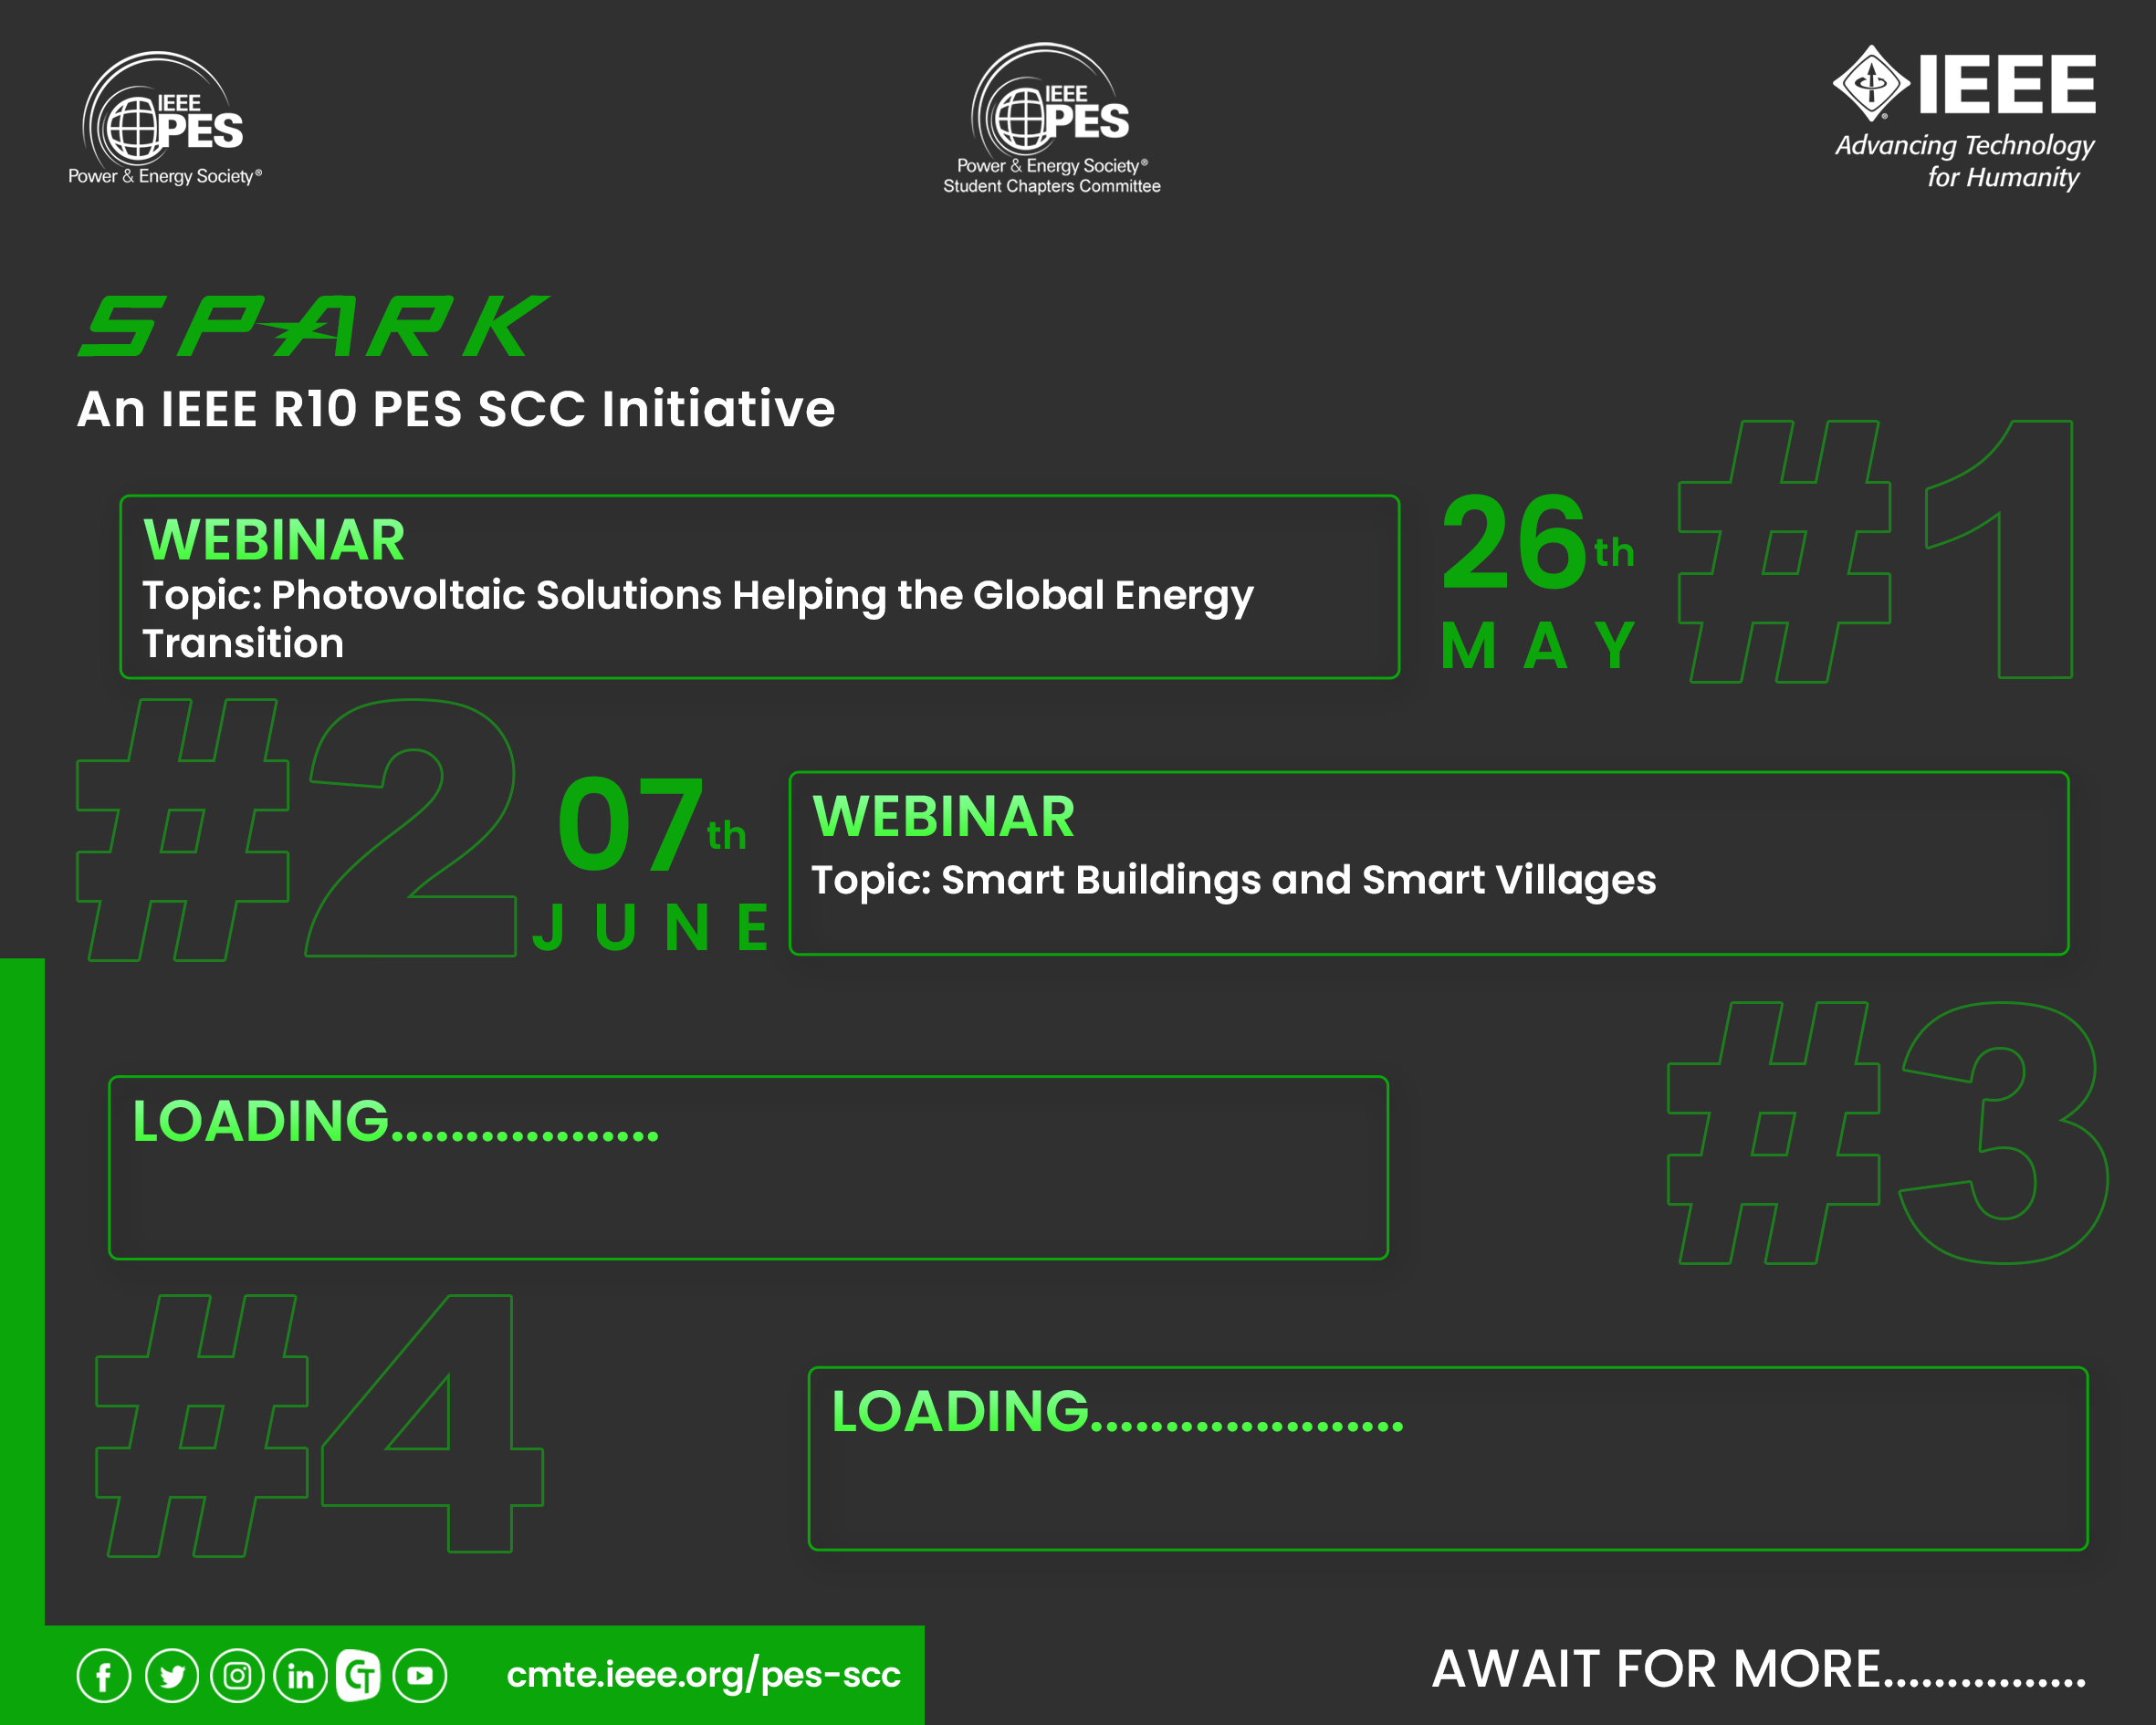 IEEE
PES
Power & Energy Society®
IEEE
PES
Power & Energy Society®
Student Chapters Committee
IEEE
Advancing Technology
for Humanity
SPARK
An IEEE R10 PES SCC Initiative
WEBINAR
Topic: Photovoltaic Solutions Helping the Global Energy
Transition
26th
MAY
#1
#2
07th
JUNE
WEBINAR
Topic: Smart Buildings and Smart Villages
LOADING..................
#3
#4
LOADING.....................
cmte.ieee.org/pes-scc
AWAIT FOR MORE................